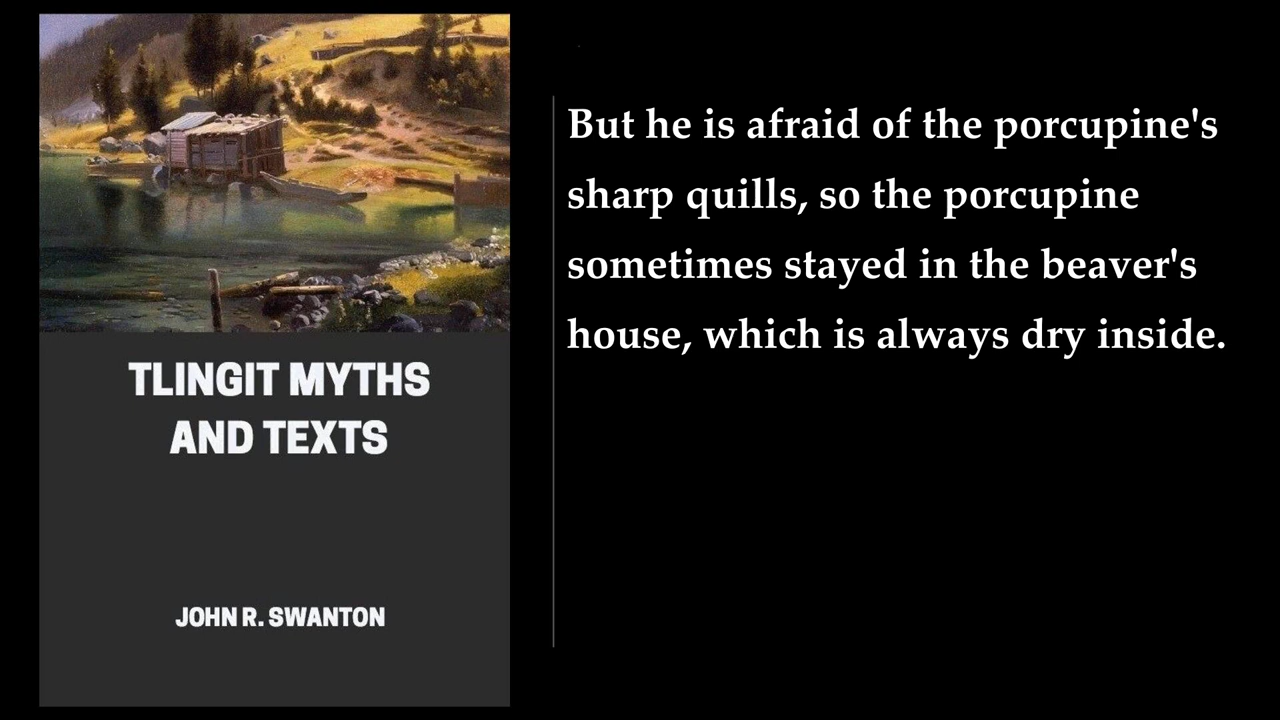 TLINGIT MYTHS
AND TEXTS
JOHN R. SWANTON
But he is afraid of the porcupine's
sharp quills, so the porcupine
sometimes stayed in the beaver's
house, which is always dry inside.